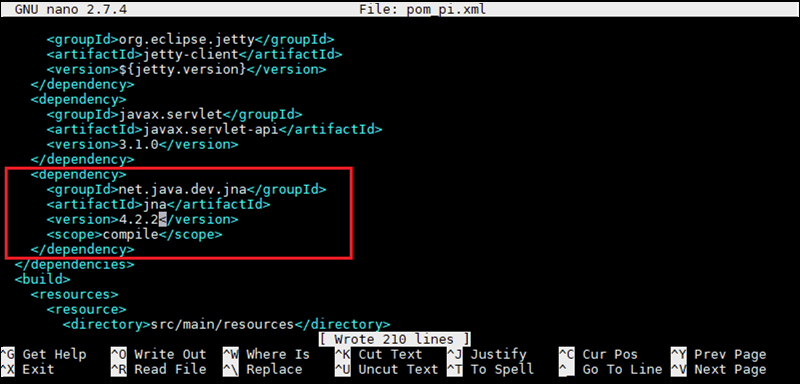 GNU nano 2.7.4 File: pom_pi.xml
<groupId>org.eclipse.jetty</groupId>
<artifactId>jetty-client</artifactId>
<version>${jetty.version}</version>
</dependency>
<dependency>
<groupId>javax.servlet</groupId>
<artifactId>javax.servlet-api</artifactId>
<version>3.1.0</version>
</dependency>
<dependency>
<groupId>net.java.dev.jna</groupId>
<artifactId>jna</artifactId>
<version>4.2.2</version>
<scope>compile</scope>
</dependency>
</dependencies>
<build>
<resources>
<resource>
<directory>src/main/resources</directory>
[ Wrote 210 lines ]
^G Get Help ^O Write Out ^W Where Is ^K Cut Text ^J Justify ^C Cur Pos ^Y Prev Page
^X Exit ^R Read File ^\ Replace ^U Uncut Text ^T To Spell ^_ Go To Line ^V Next Page